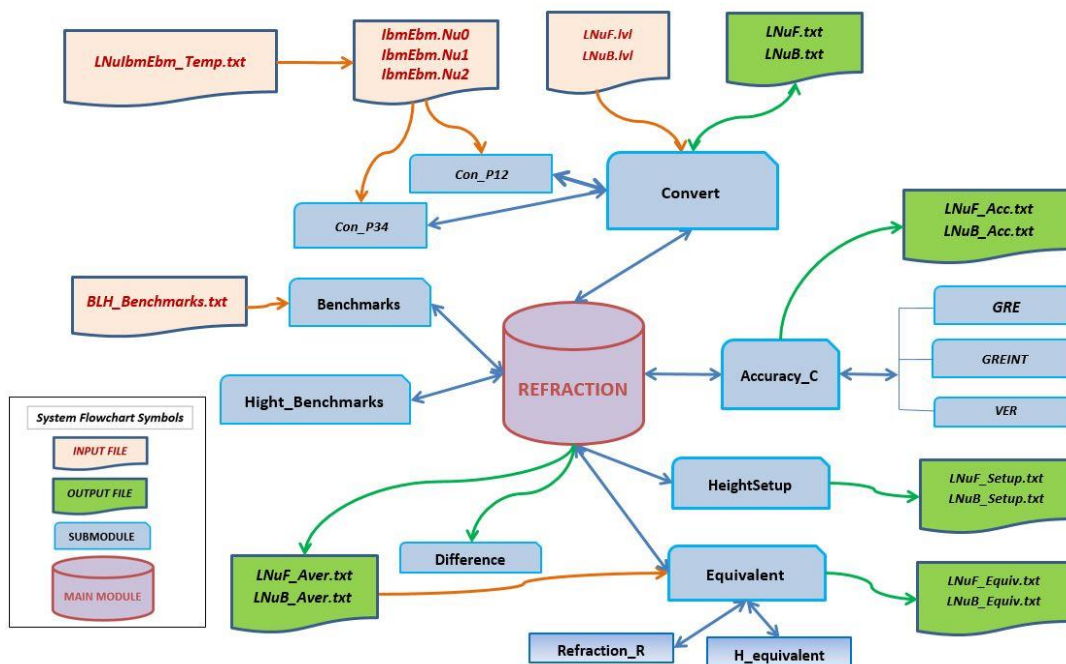 LNuIbmEbm_Temp.txt
IbmEbm.Nu0
IbmEbm.Nu1
IbmEbm.Nu2
LNuF.lvl
LNuB.lvl
LNuF.txt
LNuB.txt
Con_P12
Convert
Con_P34
LNuF_Acc.txt
LNuB_Acc.txt
BLH_Benchmarks.txt
Benchmarks
REFRACTION
Accuracy_C
GRE
GREINT
VER
Hight_Benchmarks
System Flowchart Symbols
INPUT FILE
OUTPUT FILE
SUBMODULE
MAIN MODULE
HeightSetup
LNuF_Setup.txt
LNuB_Setup.txt
Difference
LNuF_Aver.txt
LNuB_Aver.txt
Equivalent
LNuF_Equiv.txt
LNuB_Equiv.txt
Refraction_R
H_equivalent